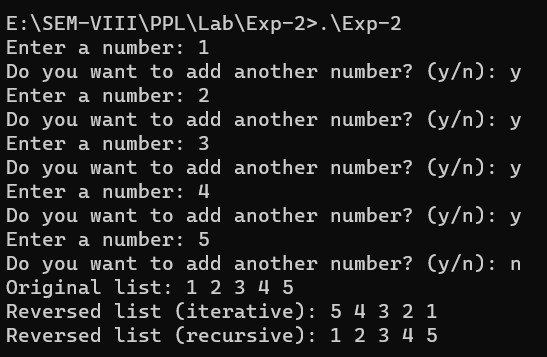 E:\SEM-VIII\PPL\Lab\Exp-2>.\Exp-2
Enter a number: 1
Do you want to add another number? (y/n): y
Enter a number: 2
Do you want to add another number? (y/n): y
Enter a number: 3
Do you want to add another number? (y/n): y
Enter a number: 4
Do you want to add another number? (y/n): y
Enter a number: 5
Do you want to add another number? (y/n): n
Original list: 1 2 3 4 5
Reversed list (iterative): 5 4 3 2 1
Reversed list (recursive): 1 2 3 4 5